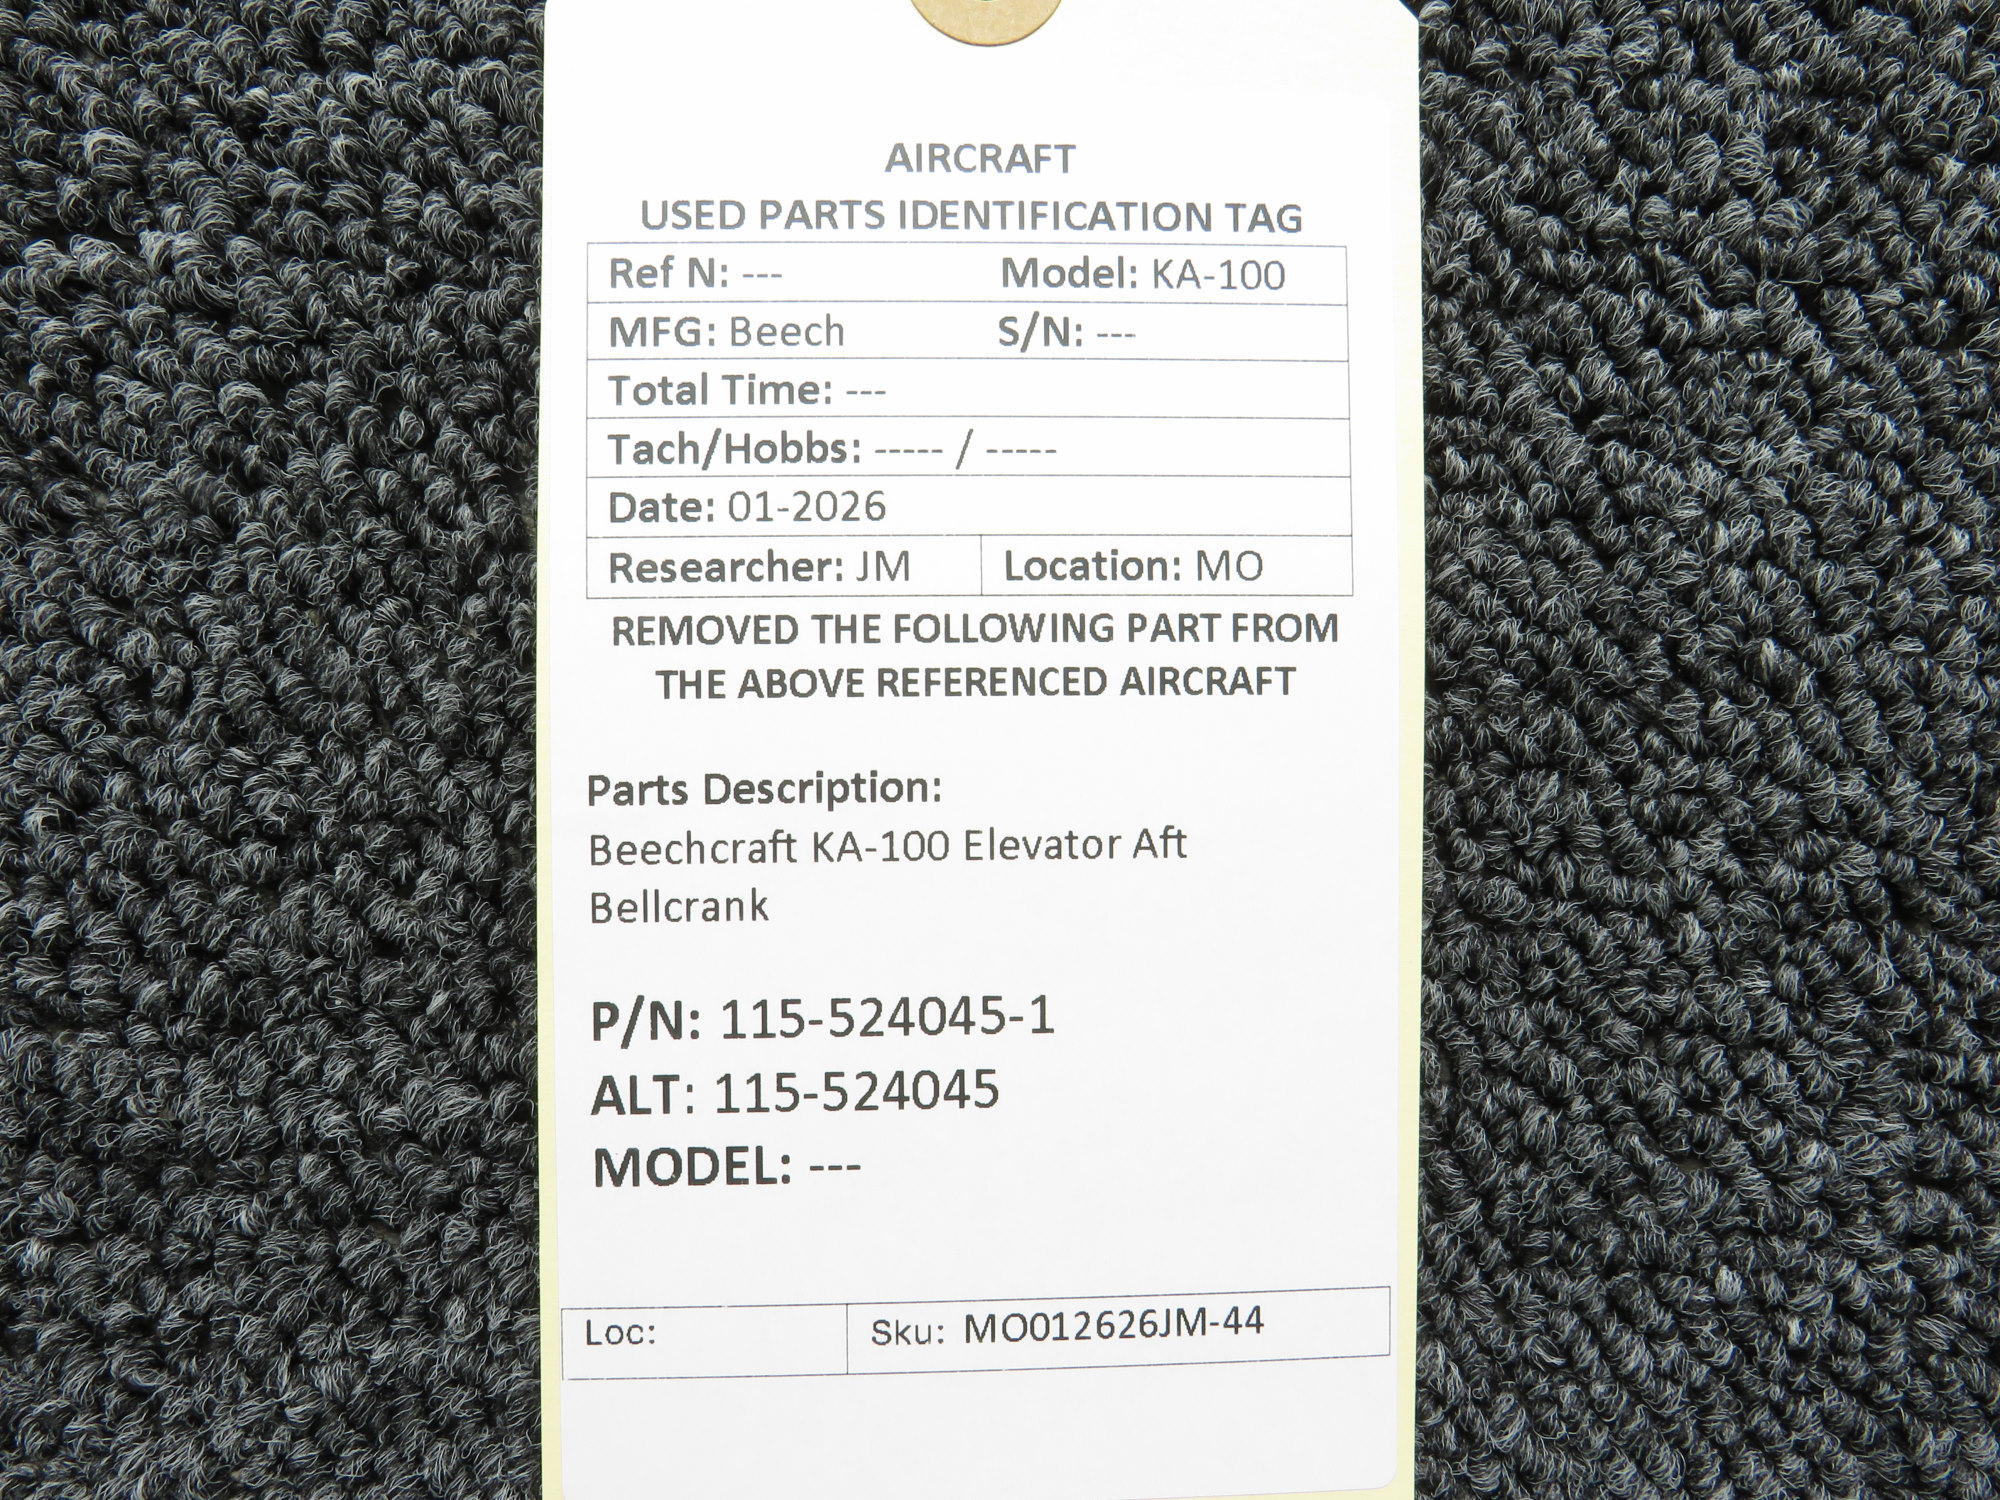 AIRCRAFT
USED PARTS IDENTIFICATION TAG
Ref N: --- Model: KA-100
MFG: Beech S/N: ---
Total Time: ---
Tach/Hobbs: ----- / -----
Date: 01-2026
Researcher: JM Location: MO
REMOVED THE FOLLOWING PART FROM
THE ABOVE REFERENCED AIRCRAFT
Parts Description:
Beechcraft KA-100 Elevator Aft
Bellcrank
P/N: 115-524045-1
ALT: 115-524045
MODEL: ---
Loc: Sku: MO012626JM-44